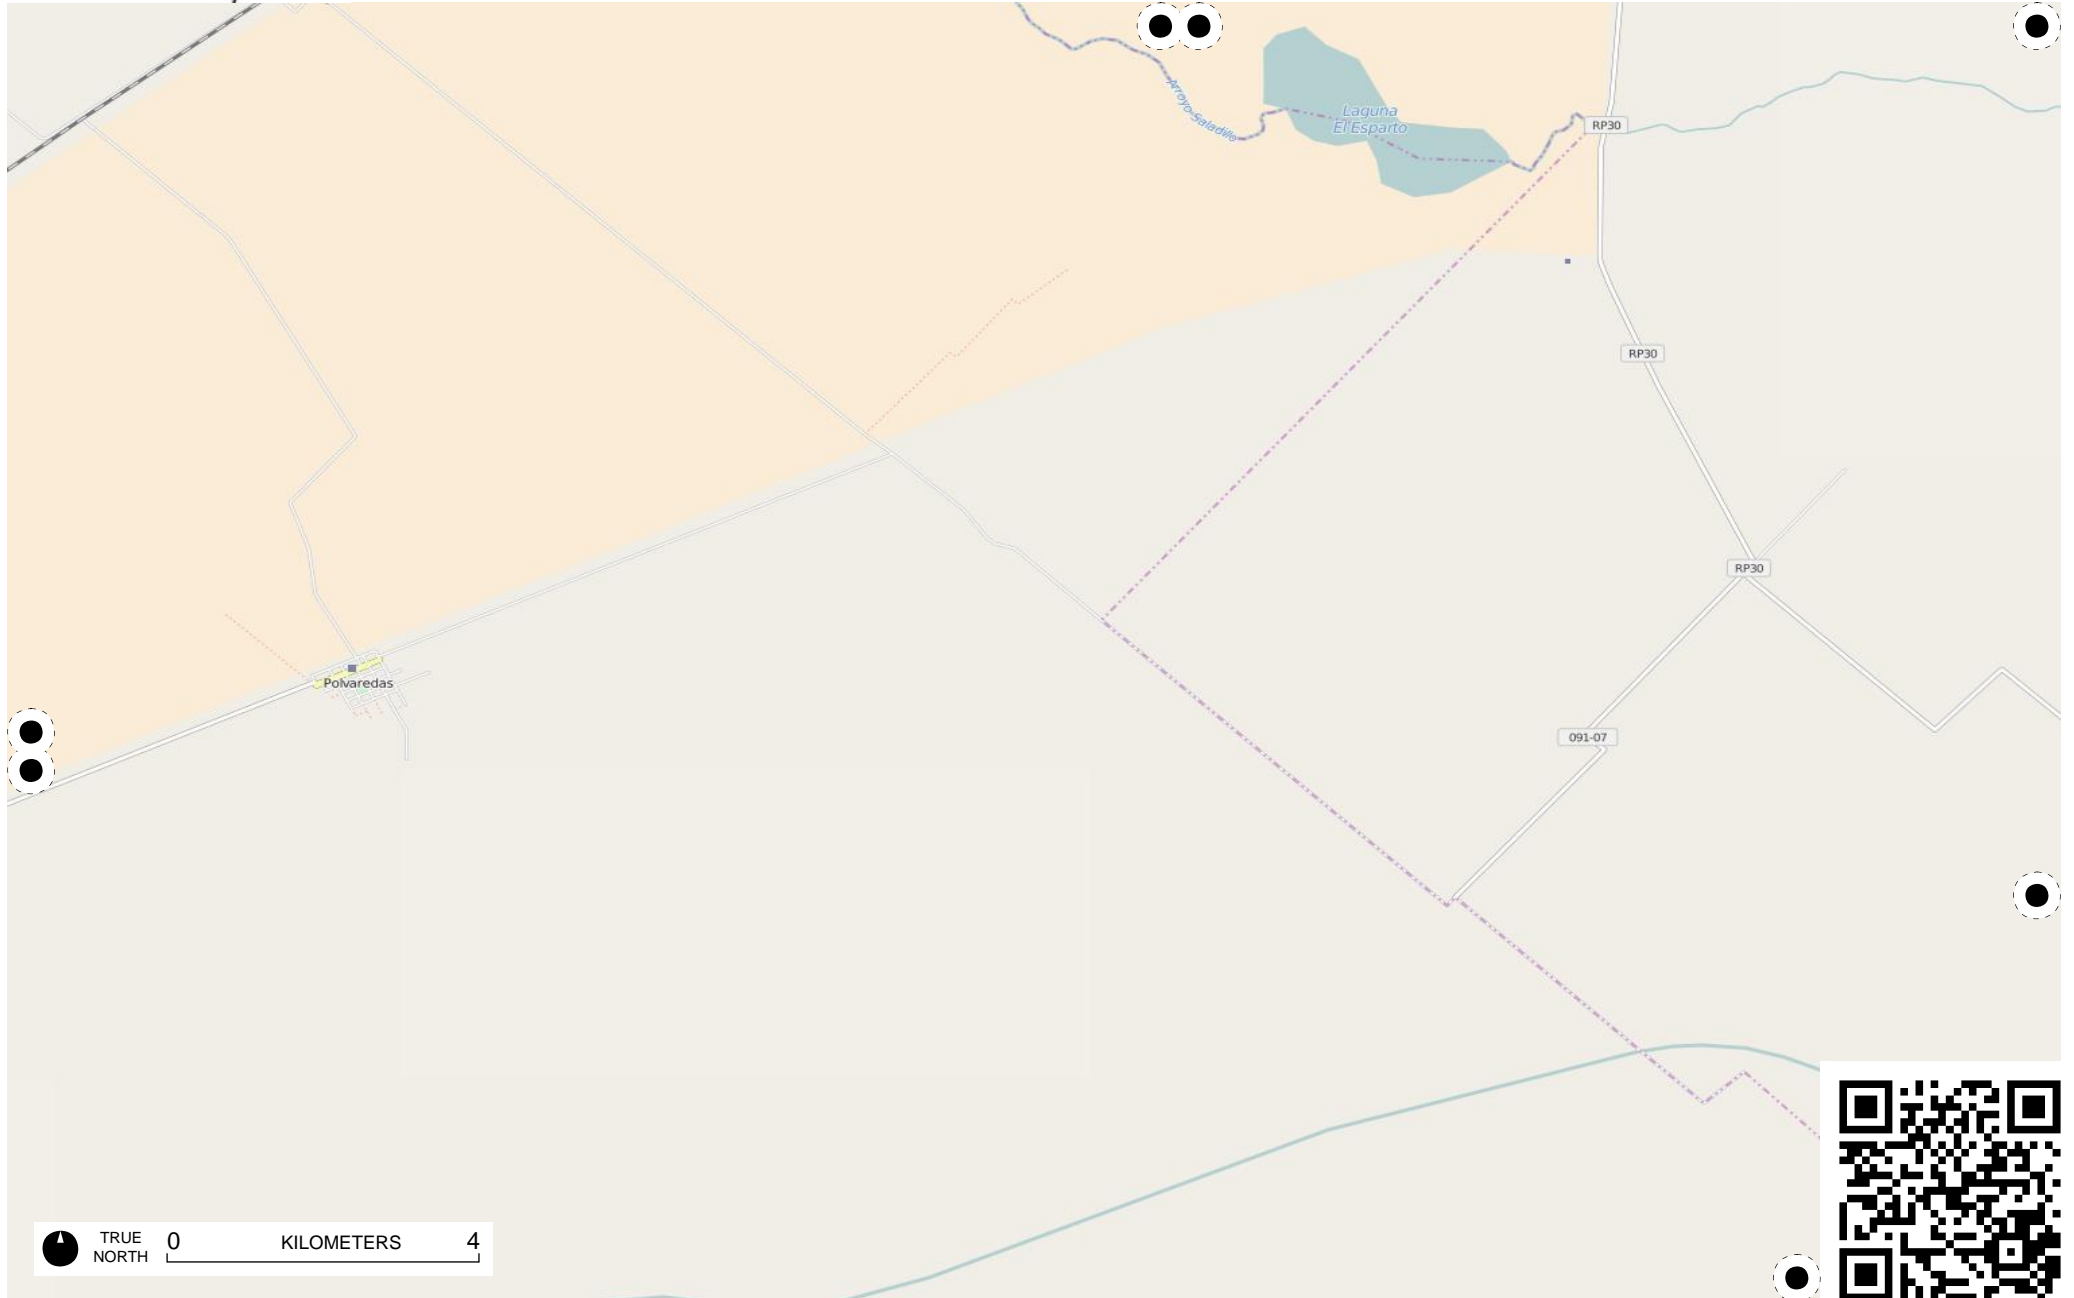 Arroyo Saladillo
Laguna
El Esparto
RP30
RP30
RP30
Polvaredas
091-07
TRUE
NORTH
0 KILOMETERS 4